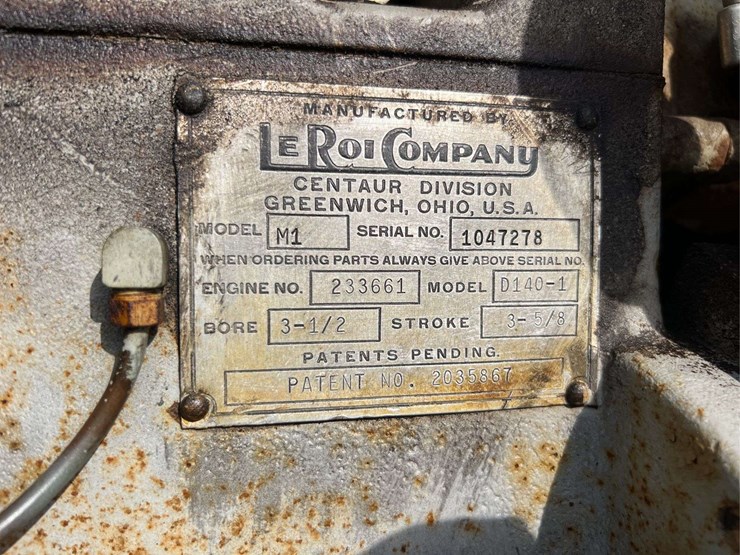 MANUFACTURED BY
LE ROI COMPANY
CENTAUR DIVISION
GREENWICH, OHIO, U.S.A.
MODEL M1 SERIAL NO. 1047278
WHEN ORDERING PARTS ALWAYS GIVE ABOVE SERIAL NO.
ENGINE NO. 233661 MODEL D140-1
BORE 3-1/2 STROKE 3-5/8
PATENTS PENDING.
PATENT NO. 2035867